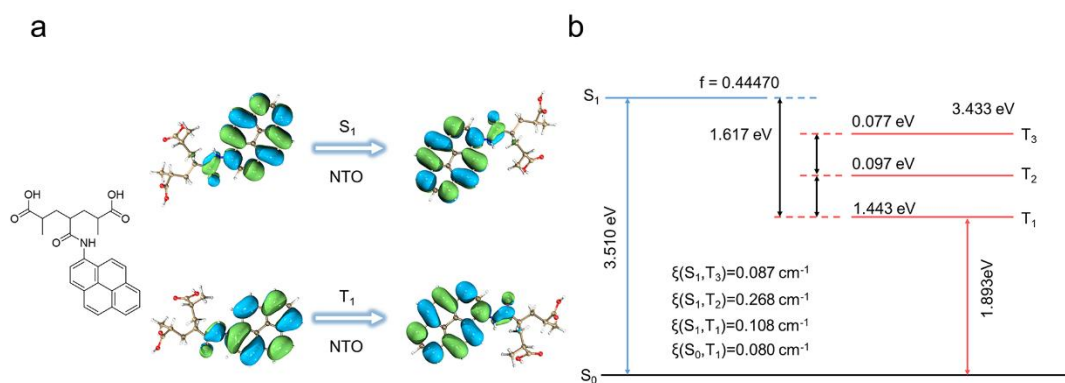 a
OH
OH
O
O
O
NH
S₁
NTO
T₁
NTO
b
f = 0.44470
S₁
1.617 eV
0.077 eV
3.433 eV
T₃
0.097 eV
T₂
1.443 eV
T₁
3.510 eV
ξ(S₁,T₃)=0.087 cm⁻¹
ξ(S₁,T₂)=0.268 cm⁻¹
ξ(S₁,T₁)=0.108 cm⁻¹
ξ(S₀,T₁)=0.080 cm⁻¹
1.893eV
S₀